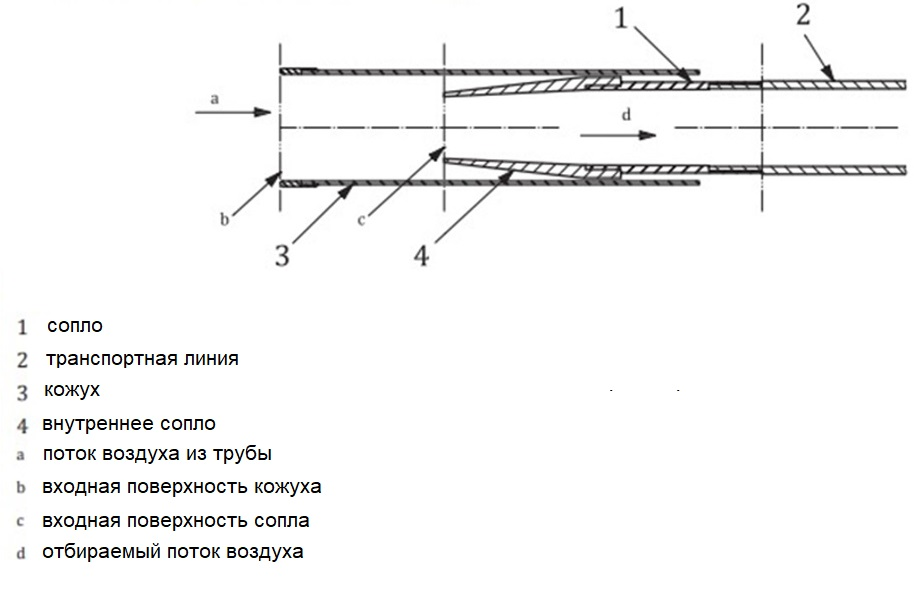 1
2
a
d
b
c
3
4
1 сопло
2 транспортная линия
3 кожух
4 внутреннее сопло
a поток воздуха из трубы
b входная поверхность кожуха
c входная поверхность сопла
d отбираемый поток воздуха